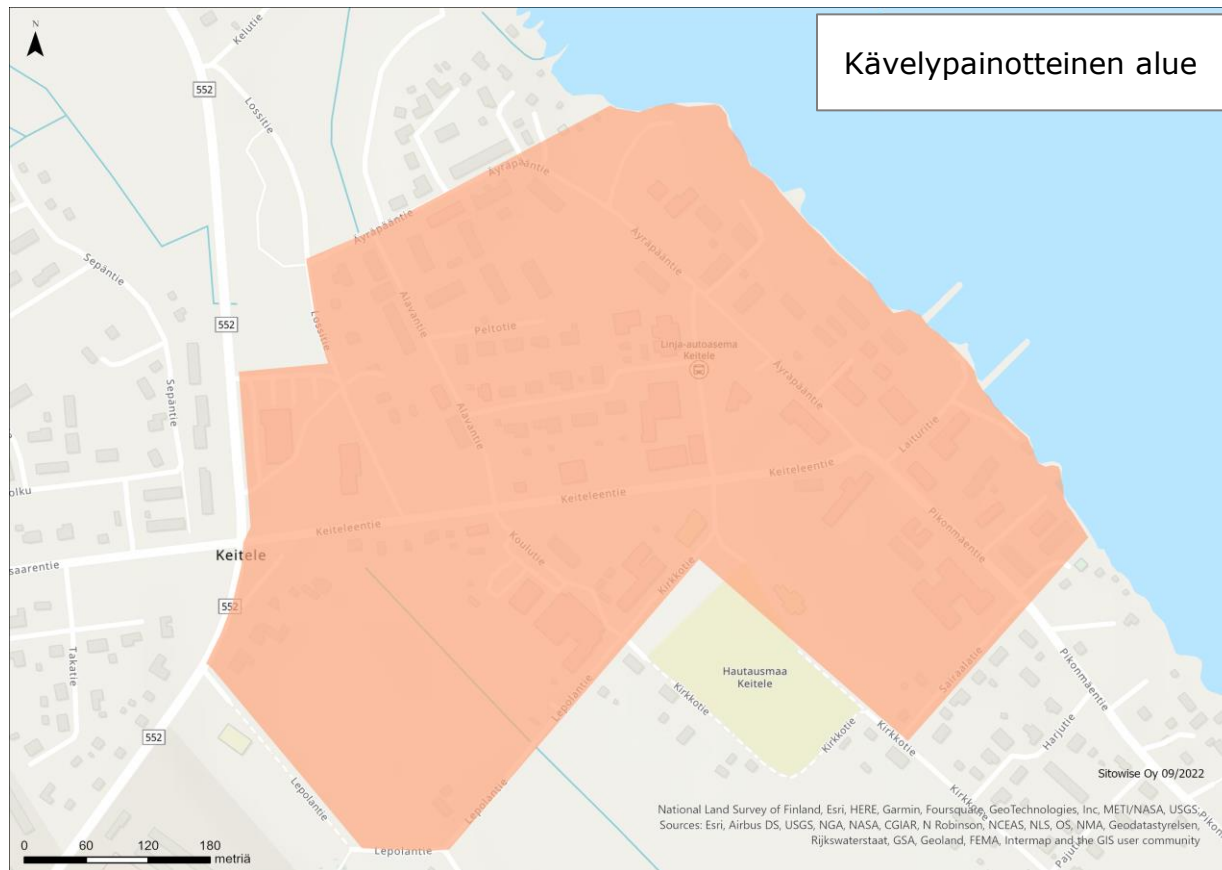 N
Kävelypainotteinen alue
Kelutie
552
Lossitie
Äyräpääntie
Äyräpääntie
Äyräpääntie
Sepäntie
552
Lossitie
Alavantie
Peltotie
Linja-autoasema
Keitele
Äyräpääntie
Sepäntie
Alavantie
Laituritie
Keiteleentie
Keiteleentie
Keiteleentie
olku
Pikonmäentie
Keitele
saarentie
Koulutie
Kirkkotie
552
Takatie
Hautausmaa
Keitele
Sairaalatie
Pikonmäentie
Kirkkotie
Lepolantie
Kirkkotie
Kirkkotie
Harjutie
552
Lepolantie
Lepolantie
Kirkkotie
Pikon
Pajutie
Lepolantie
Sitowise Oy 09/2022
National Land Survey of Finland, Esri, HERE, Garmin, Foursquare, GeoTechnologies, Inc, METI/NASA, USGS;
Sources: Esri, Airbus DS, USGS, NGA, NASA, CGIAR, N Robinson, NCEAS, NLS, OS, NMA, Geodatastyrelsen,
Rijkswaterstaat, GSA, Geoland, FEMA, Intermap and the GIS user community
0 60 120 180
metriä